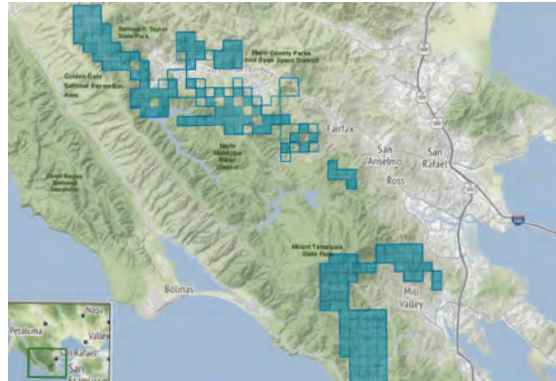 Samuel P. Taylor
State Park
Marin County Parks
And Open Space District
Golden Gate
National Recreation
Area
Fairfax
San
Anselmo
San
Rafael
Marin
Municipal
Water
District
Ross
Point Reyes
National
Seashore
Mount Tamalpais
State Park
Bolinas
Mill
Valley
Napa
Petaluma
Valley
San Rafael
San